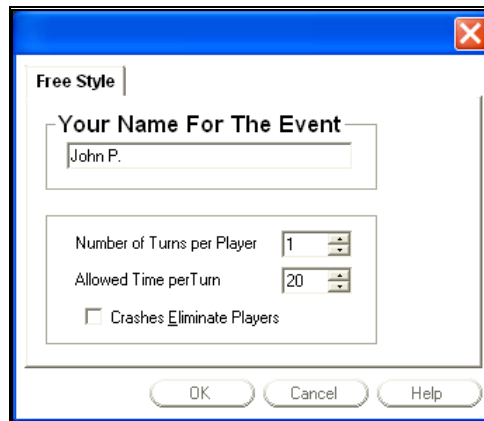 Free Style
Your Name For The Event
John P.
Number of Turns per Player 1
Allowed Time perTurn 20
Crashes Eliminate Players
OK Cancel Help